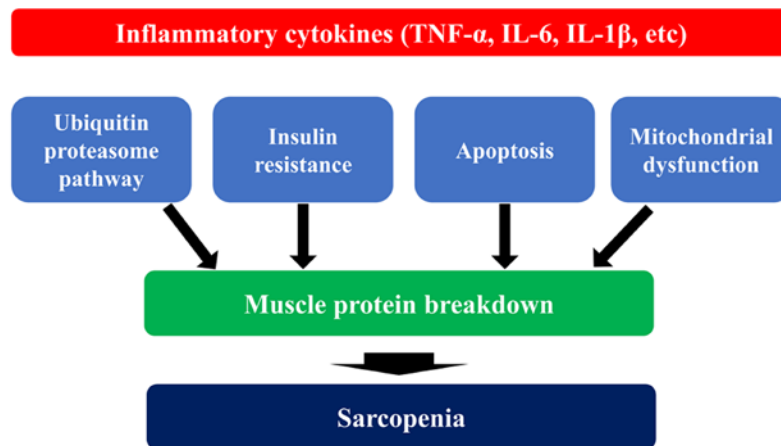 Inflammatory cytokines (TNF-α, IL-6, IL-1β, etc)
Ubiquitin
proteasome
pathway
Insulin
resistance
Apoptosis
Mitochondrial
dysfunction
Muscle protein breakdown
Sarcopenia